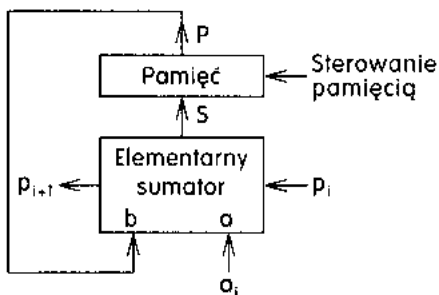 P
Pamięć
Sterowanie
pamięcią
S
Elementarny
sumator
p_{i+1}
p_i
b a
a_i